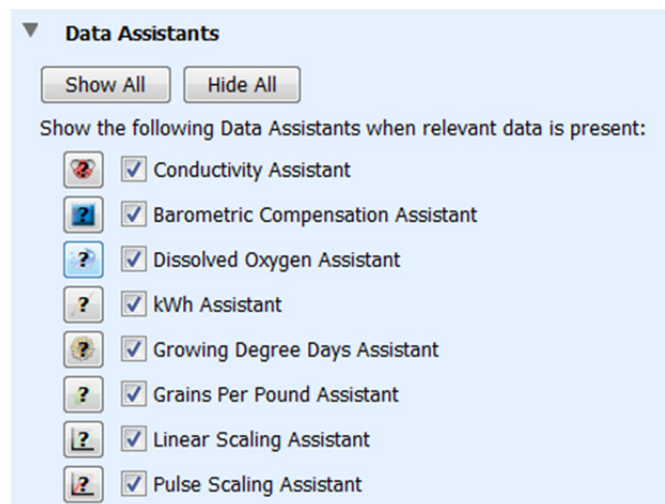 Data Assistants
Show All Hide All
Show the following Data Assistants when relevant data is present:
? Conductivity Assistant
? Barometric Compensation Assistant
? Dissolved Oxygen Assistant
? kWh Assistant
? Growing Degree Days Assistant
? Grains Per Pound Assistant
? Linear Scaling Assistant
? Pulse Scaling Assistant